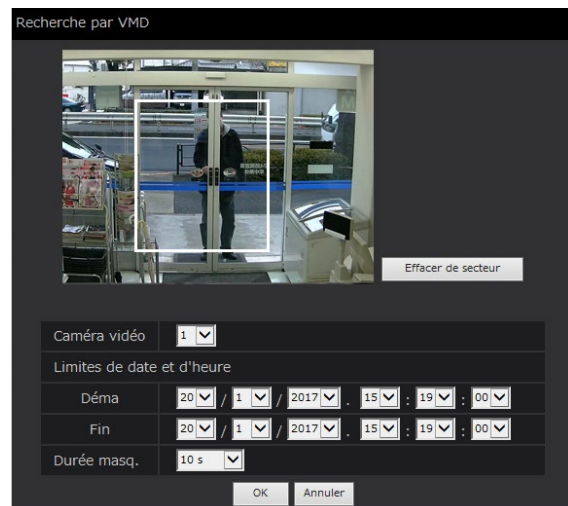 Recherche par VMD
Effacer de secteur
Caméra vidéo 1
Limites de date et d'heure
Déma 20 / 1 / 2017 . 15 : 19 : 00
Fin 20 / 1 / 2017 . 15 : 19 : 00
Durée masq. 10 s
OK Annuler